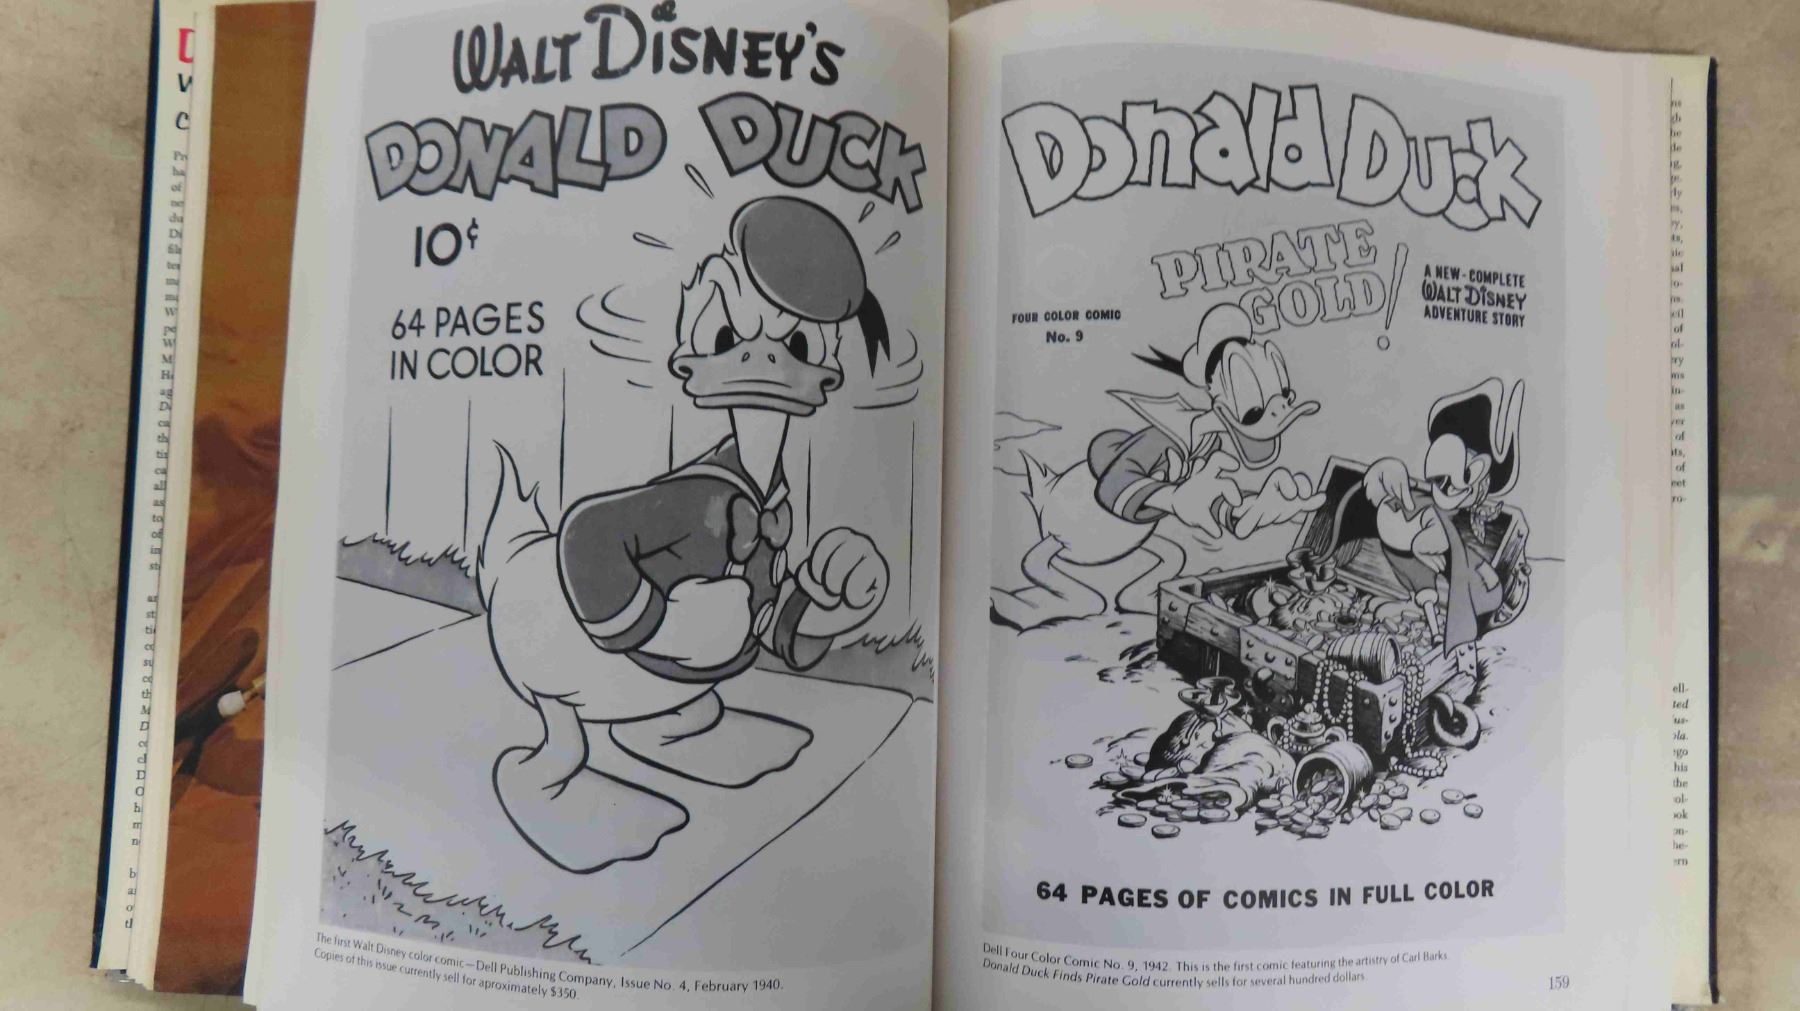 WALT DISNEY'S
DONALD DUCK
10¢
64 PAGES
IN COLOR
The first Walt Disney color comic—Dell Publishing Company, Issue No. 4, February 1940.
Copies of this issue currently sell for aproximately $350.
Donald Duck
PIRATE
GOLD!
A NEW-COMPLETE
WALT DISNEY
ADVENTURE STORY
FOUR COLOR COMIC
No. 9
64 PAGES OF COMICS IN FULL COLOR
Dell Four Color Comic No. 9, 1942. This is the first comic featuring the artistry of Carl Barks.
Donald Duck Finds Pirate Gold currently sells for several hundred dollars.
159